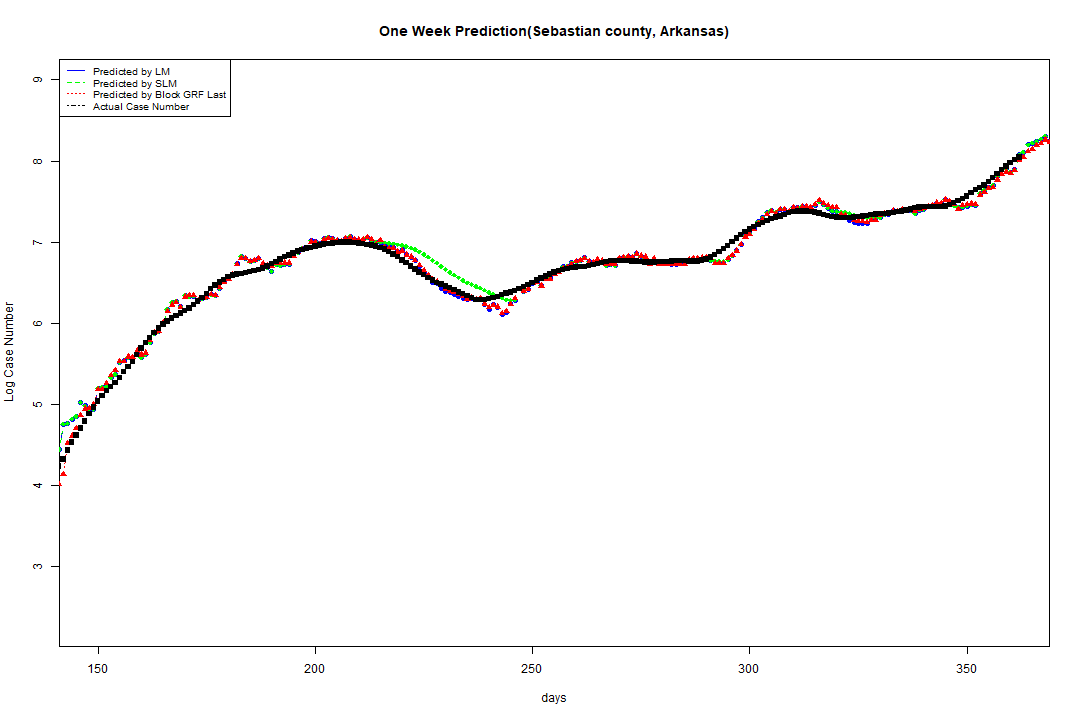 One Week Prediction(Sebastian county, Arkansas)
Predicted by LM
Predicted by SLM
Predicted by Block GRF Last
Actual Case Number
9
8
7
6
5
4
3
Log Case Number
150 200 250 300 350
days